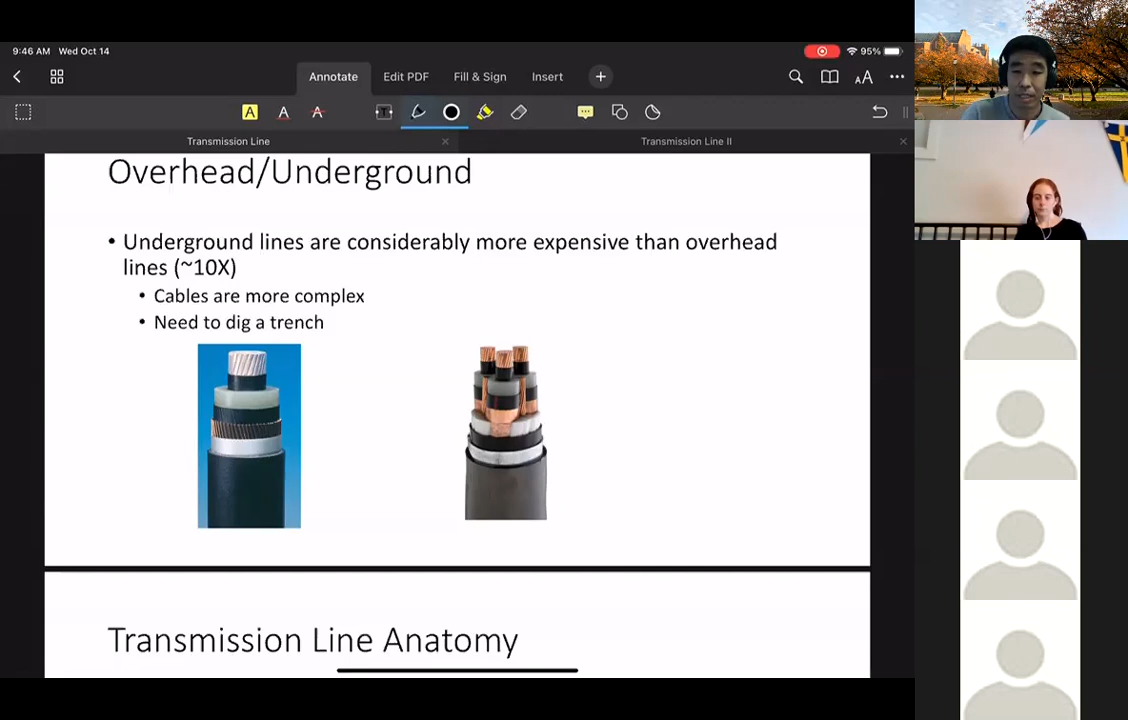 9:46 AM Wed Oct 14
95%
Annotate Edit PDF Fill & Sign Insert +
AA
A A A T
Transmission Line × Transmission Line II ×
Overhead/Underground
• Underground lines are considerably more expensive than overhead
lines (~10X)
• Cables are more complex
• Need to dig a trench
Transmission Line Anatomy